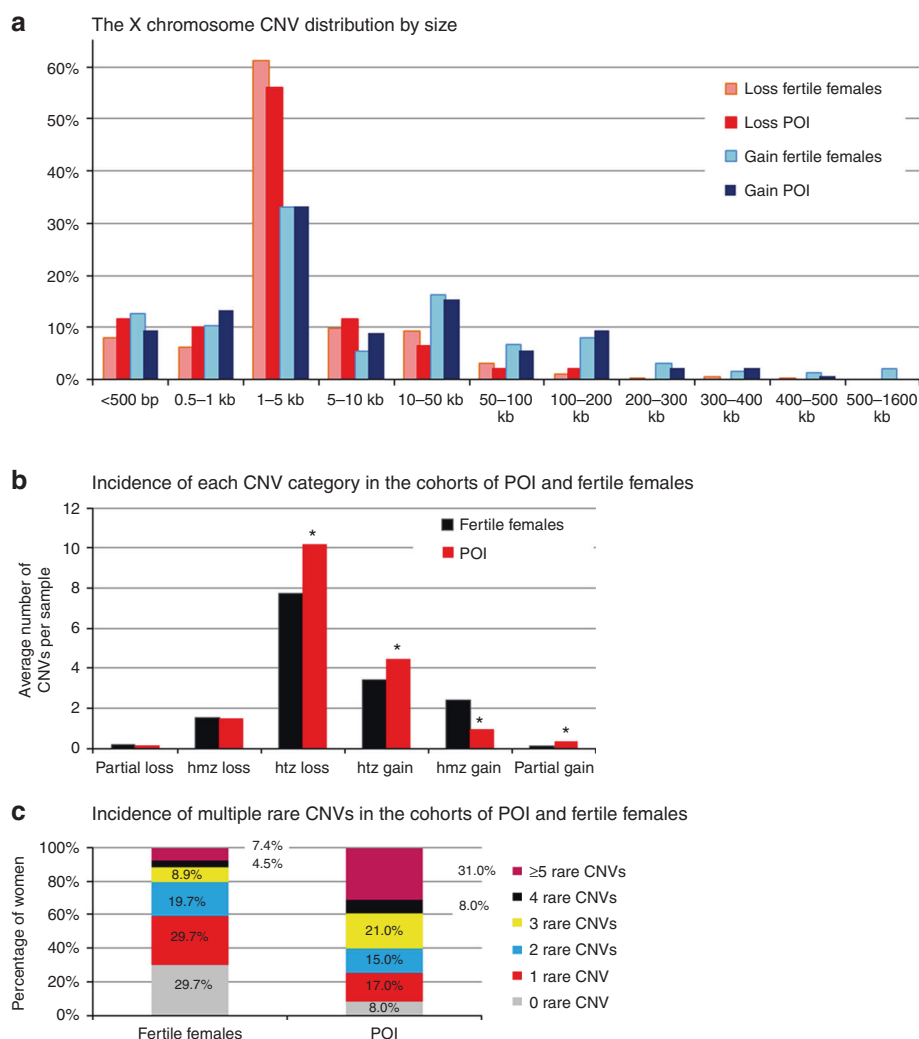 a The X chromosome CNV distribution by size
60%
50%
40%
30%
20%
10%
0%
Loss fertile females
Loss POI
Gain fertile females
Gain POI
<500 bp 0.5–1 kb 1–5 kb 5–10 kb 10–50 kb 50–100 kb 100–200 kb 200–300 kb 300–400 kb 400–500 kb 500–1600 kb
b Incidence of each CNV category in the cohorts of POI and fertile females
Average number of
CNVs per sample
12
10
8
6
4
2
0
Fertile females
POI
*
*
*
*
Partial loss hmz loss htz loss htz gain hmz gain Partial gain
c Incidence of multiple rare CNVs in the cohorts of POI and fertile females
Percentage of women
100%
80%
60%
40%
20%
0%
7.4%
4.5%
8.9%
19.7%
29.7%
29.7%
31.0%
8.0%
21.0%
15.0%
17.0%
8.0%
≥5 rare CNVs
4 rare CNVs
3 rare CNVs
2 rare CNVs
1 rare CNV
0 rare CNV
Fertile females POI